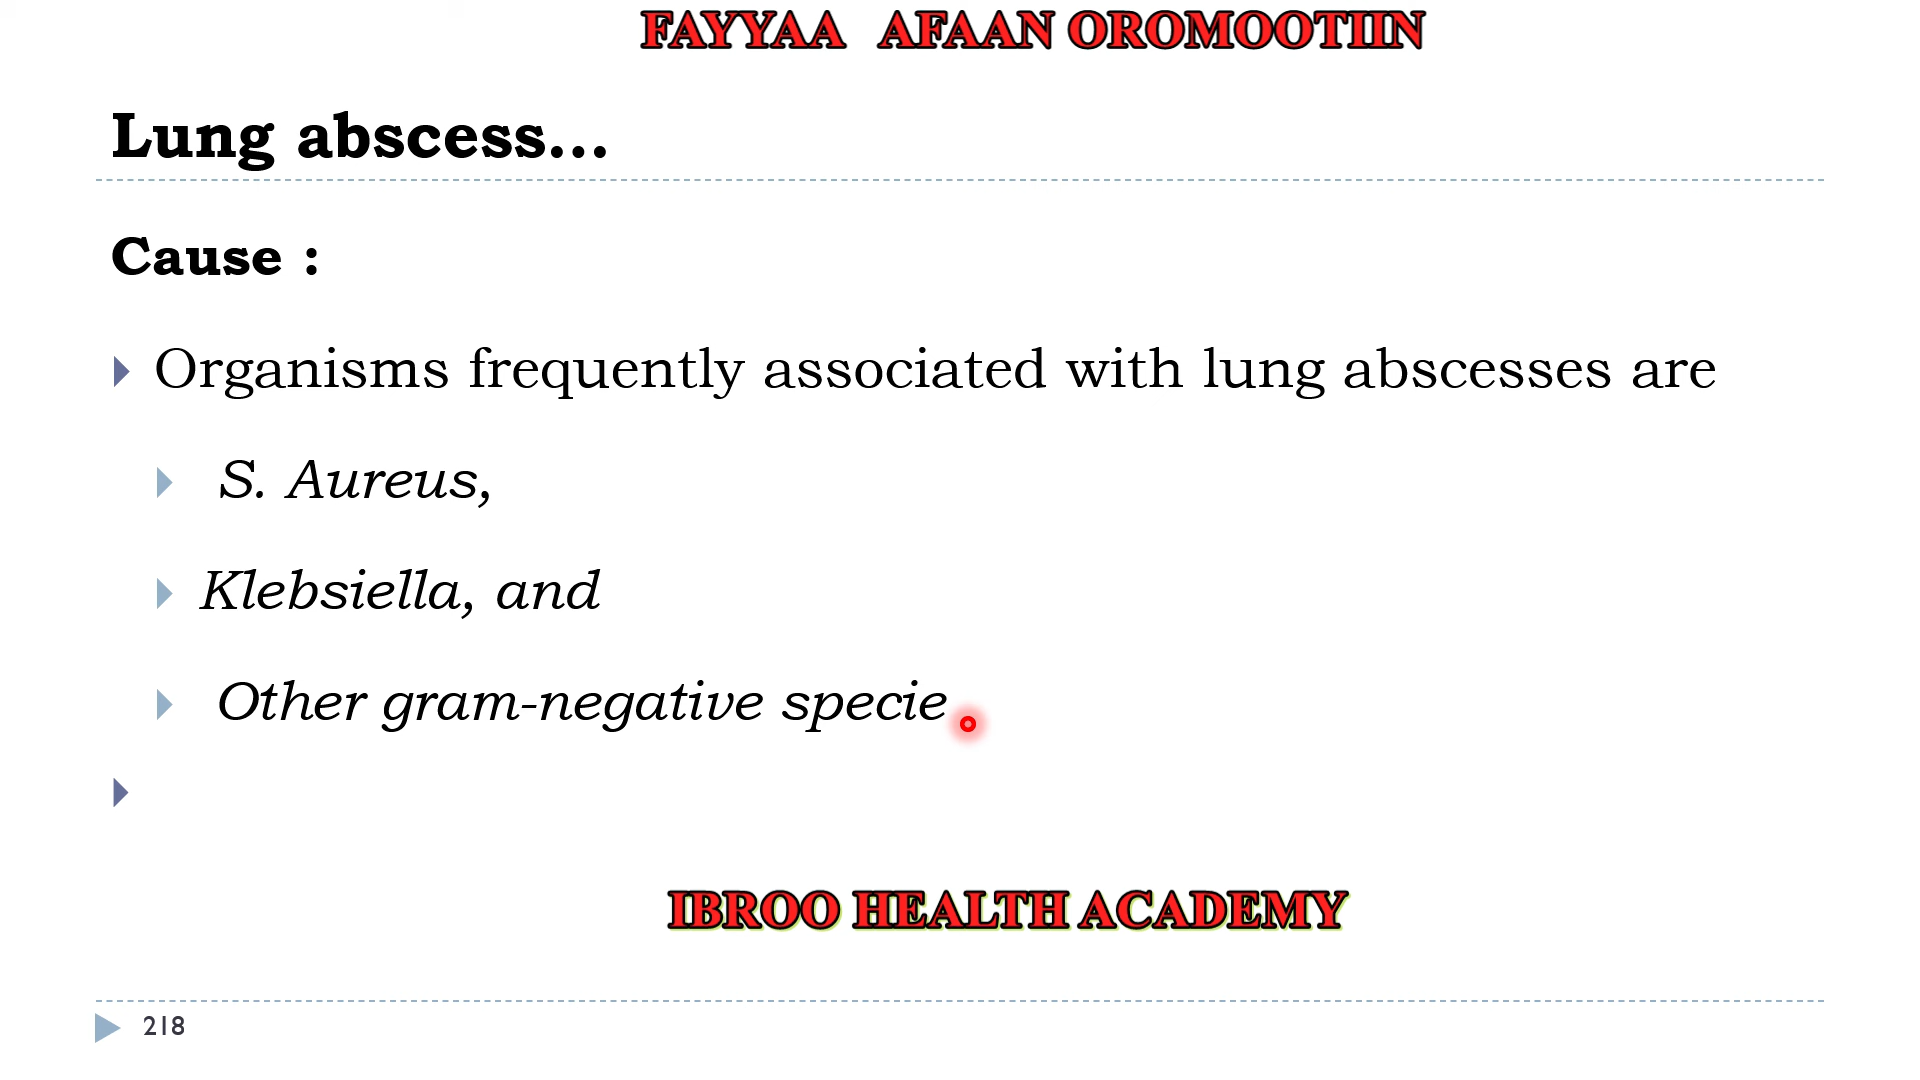 FAYYAA AFAAN OROMOOTIIN
Lung abscess...
Cause :
Organisms frequently associated with lung abscesses are
S. Aureus,
Klebsiella, and
Other gram-negative specie
IBROO HEALTH ACADEMY
218